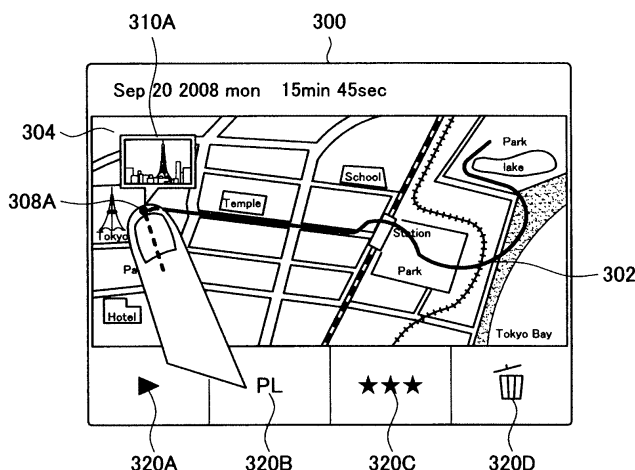 310A
300
Sep 20 2008 mon 15min 45sec
304
Park
lake
School
308A
Temple
Tokyo
Station
302
Pa
Park
Hotel
Tokyo Bay
PL
320A
320B
320C
320D